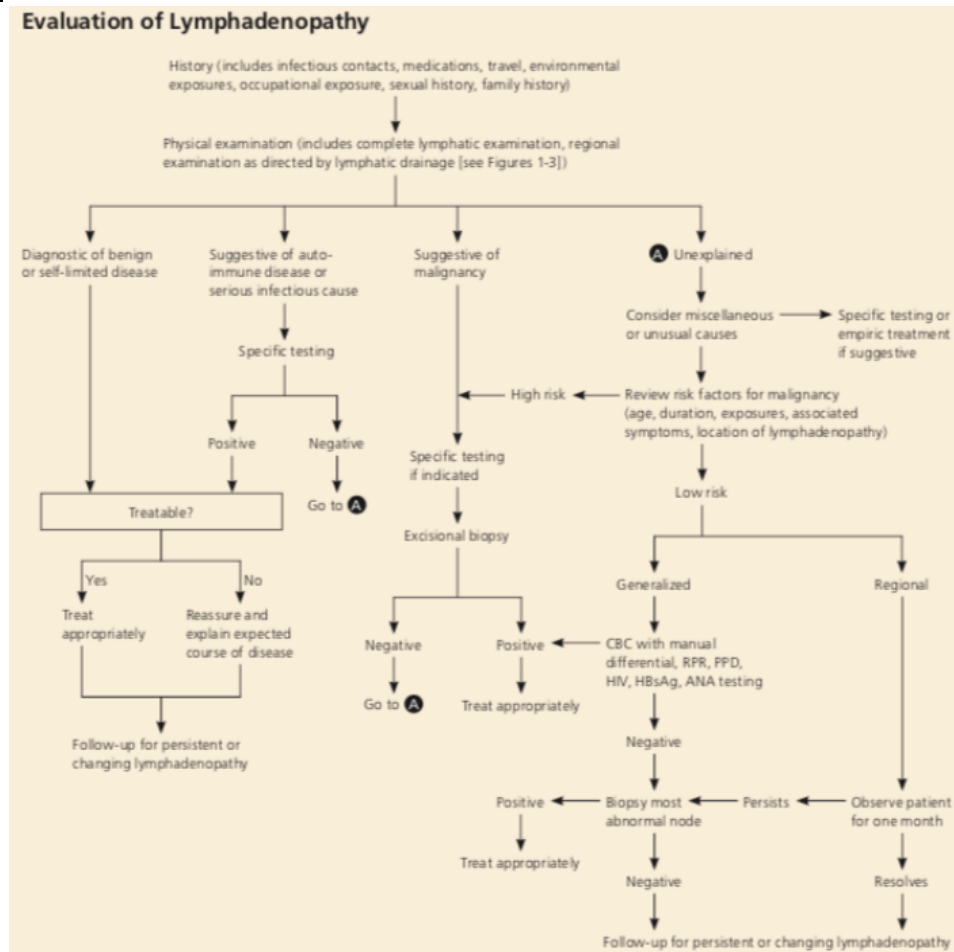 Evaluation of Lymphadenopathy
History (includes infectious contacts, medications, travel, environmental
exposures, occupational exposure, sexual history, family history)
Physical examination (includes complete lymphatic examination, regional
examination as directed by lymphatic drainage [see Figures 1-3])
Diagnostic of benign
or self-limited disease
Suggestive of auto-
immune disease or
serious infectious cause
Suggestive of
malignancy
A Unexplained
Consider miscellaneous
or unusual causes
Specific testing or
empiric treatment
if suggestive
Specific testing
High risk
Review risk factors for malignancy
(age, duration, exposures, associated
symptoms, location of lymphadenopathy)
Positive
Negative
Specific testing
if indicated
Go to A
Low risk
Treatable?
Excisional biopsy
Yes
No
Generalized
Regional
Treat
appropriately
Reassure and
explain expected
course of disease
Negative
Positive
CBC with manual
differential, RPR, PPD,
HIV, HBsAg, ANA testing
Go to A
Treat appropriately
Follow-up for persistent or
changing lymphadenopathy
Negative
Positive
Biopsy most
abnormal node
Persists
Observe patient
for one month
Treat appropriately
Negative
Resolves
Follow-up for persistent or changing lymphadenopathy